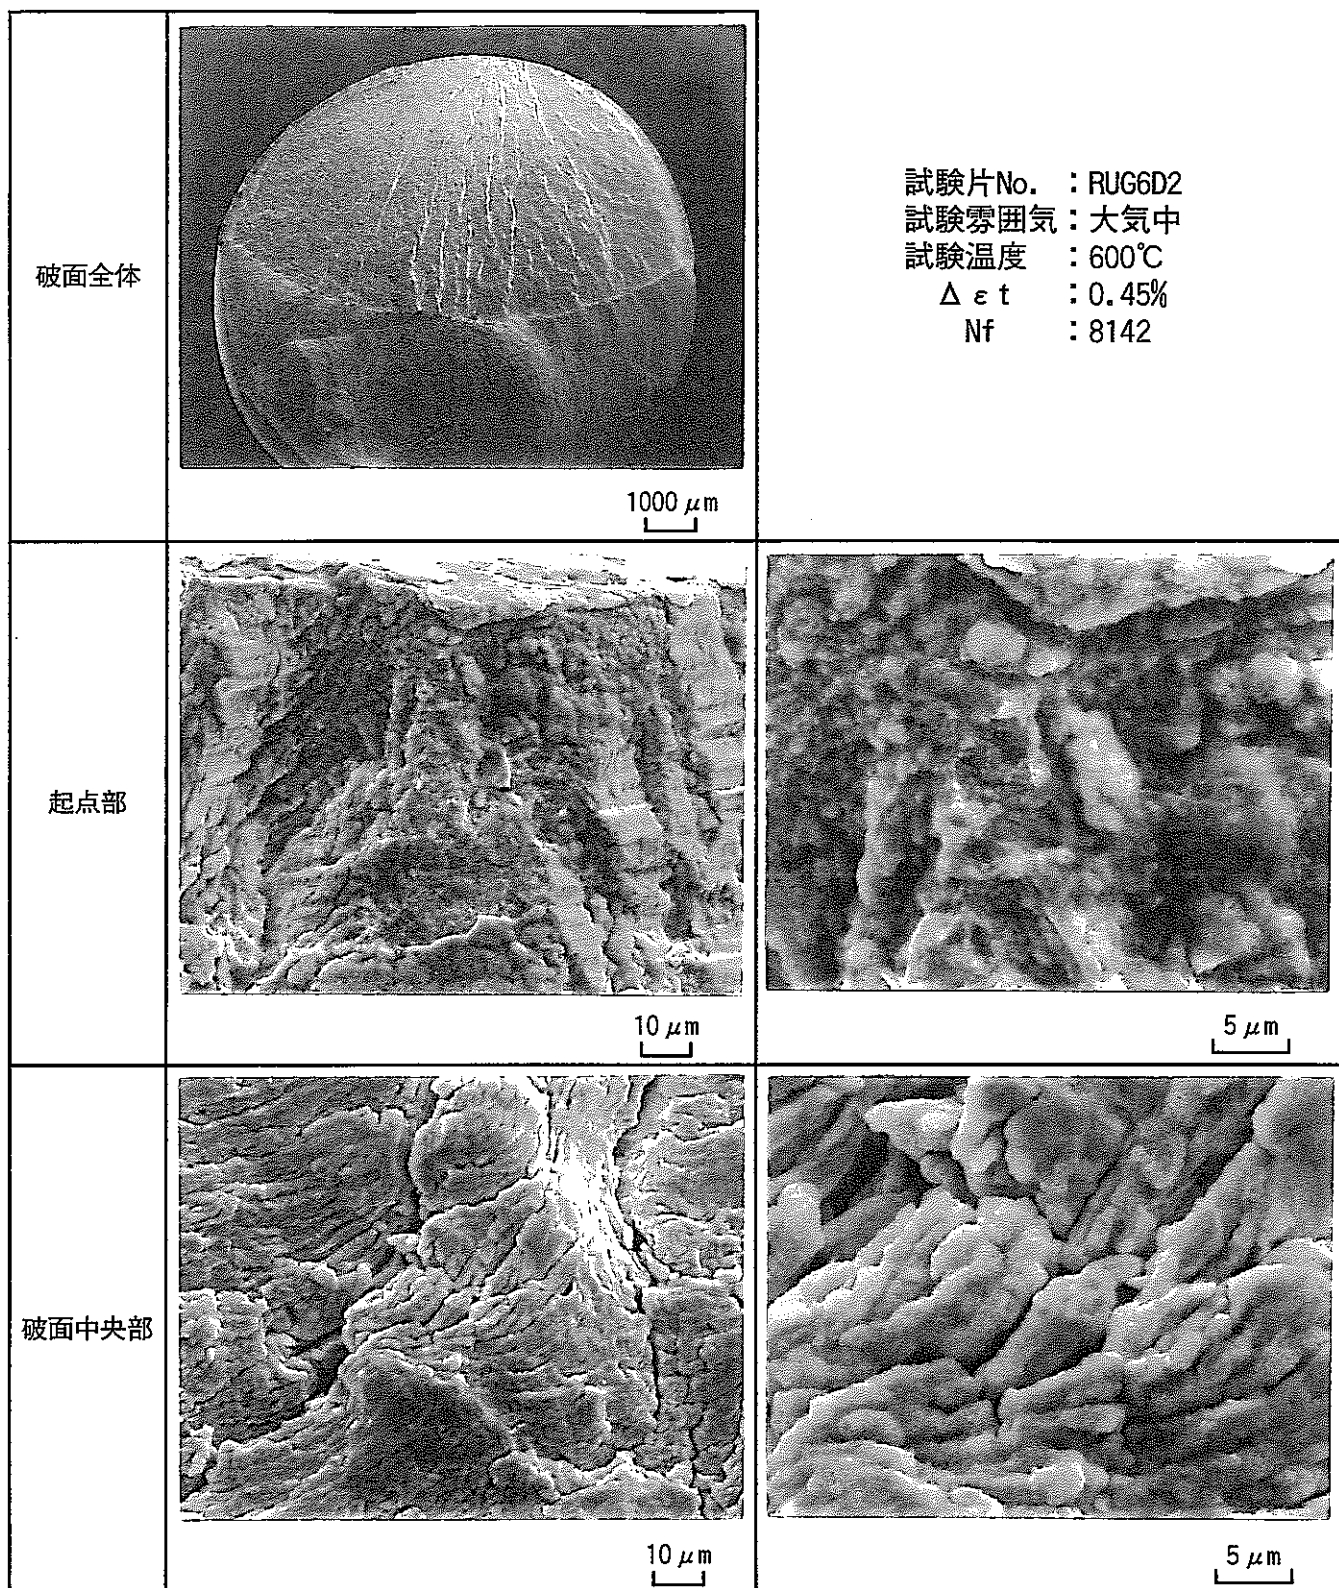 破面全体
試験片No. : RUG6D2
試験雰囲気 : 大気中
試験温度 : 600℃
Δεt : 0.45%
Nf : 8142
1000 μm
起点部
10 μm
5 μm
破面中央部
10 μm
5 μm